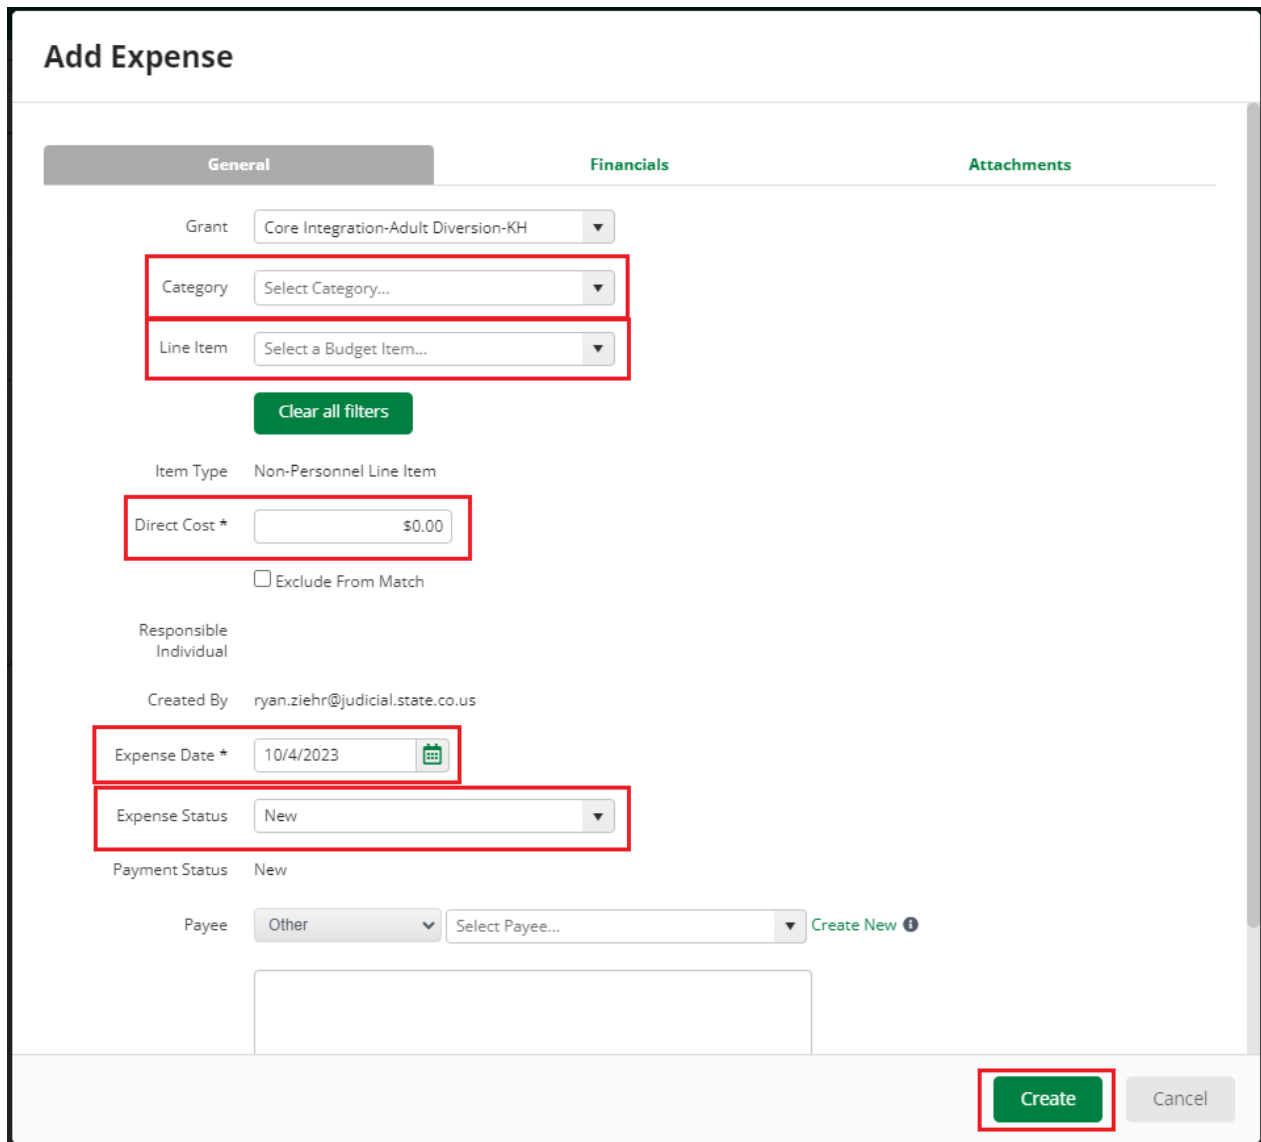 Add Expense
General Financials Attachments
Grant Core Integration-Adult Diversion-KH
Category Select Category...
Line Item Select a Budget Item...
Clear all filters
Item Type Non-Personnel Line Item
Direct Cost * $0.00
Exclude From Match
Responsible
Individual
Created By ryan.ziehr@judicial.state.co.us
Expense Date * 10/4/2023
Expense Status New
Payment Status New
Payee Other Select Payee... Create New
Create Cancel